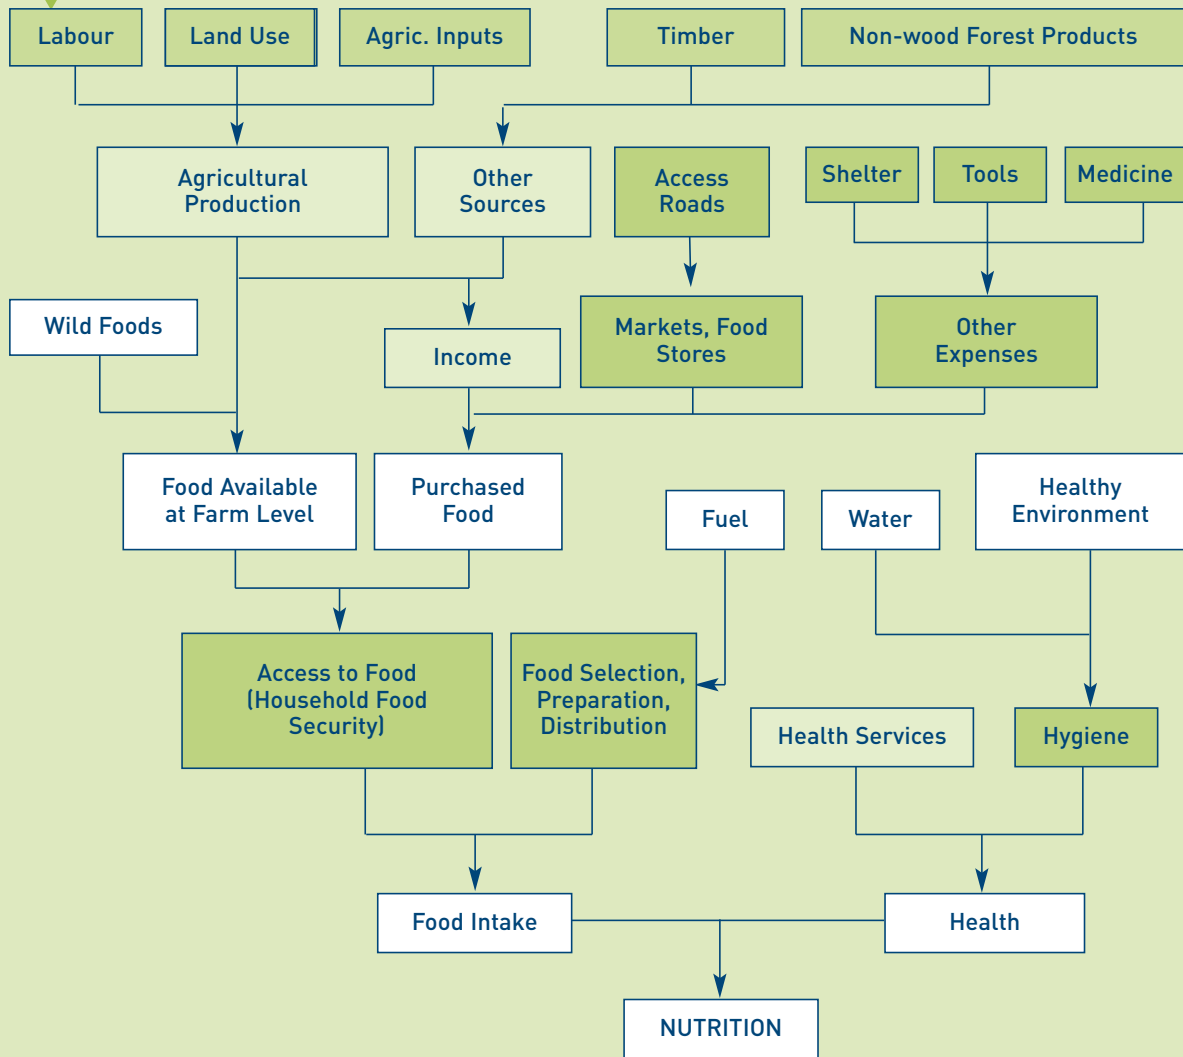 Labour
Land Use
Agric. Inputs
Timber
Non-wood Forest Products
Agricultural
Production
Other
Sources
Access
Roads
Shelter
Tools
Medicine
Wild Foods
Income
Markets, Food
Stores
Other
Expenses
Food Available
at Farm Level
Purchased
Food
Fuel
Water
Healthy
Environment
Access to Food
(Household Food
Security)
Food Selection,
Preparation,
Distribution
Health Services
Hygiene
Food Intake
Health
NUTRITION